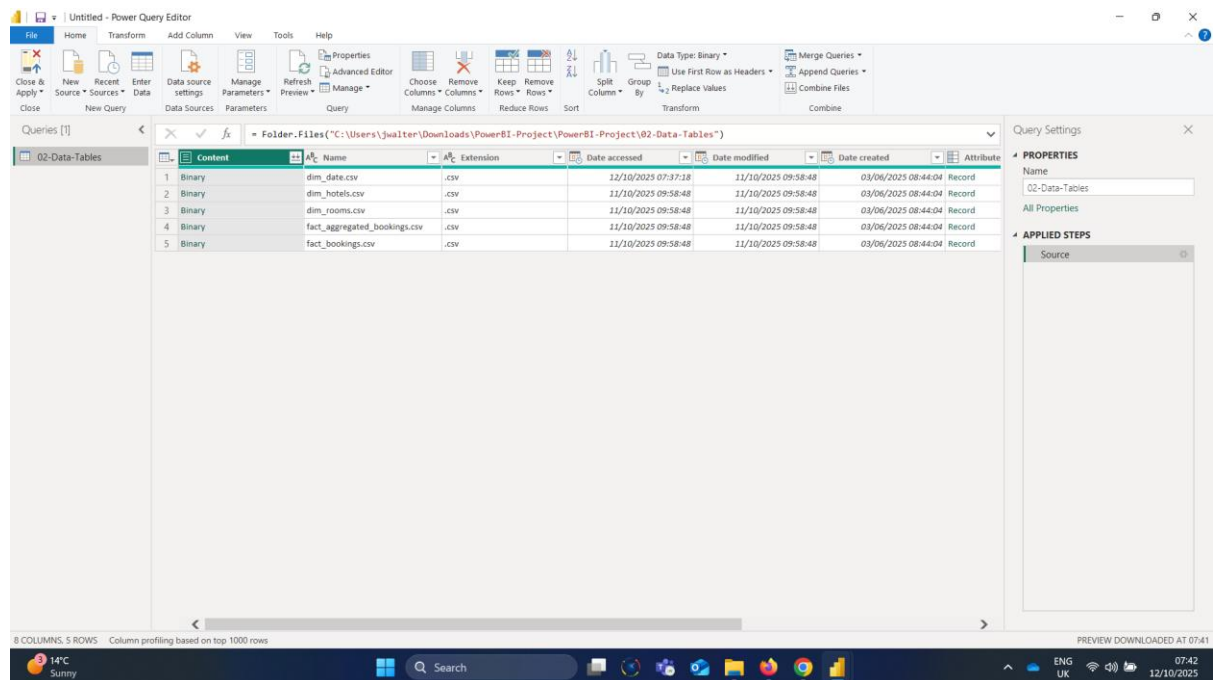 Untitled - Power Query Editor
File Home Transform Add Column View Tools Help
Close & Apply
New Source
Recent Sources
Enter Data
Data source settings
Manage Parameters
Refresh Preview
Properties
Advanced Editor
Manage
Choose Columns
Remove Columns
Keep Rows
Remove Rows
Split Column
Group By
Data Type: Binary
Use First Row as Headers
Replace Values
Merge Queries
Append Queries
Combine Files
Close New Query Data Sources Parameters Query Manage Columns Reduce Rows Sort Transform Combine
Queries [1]
= Folder.Files("C:\Users\jwalter\Downloads\PowerBI-Project\PowerBI-Project\02-Data-Tables")
02-Data-Tables
Content Name Extension Date accessed Date modified Date created Attribute
1 Binary dim_date.csv .csv 12/10/2025 07:37:18 11/10/2025 09:58:48 03/06/2025 08:44:04 Record
2 Binary dim_hotels.csv .csv 11/10/2025 09:58:48 11/10/2025 09:58:48 03/06/2025 08:44:04 Record
3 Binary dim_rooms.csv .csv 11/10/2025 09:58:48 11/10/2025 09:58:48 03/06/2025 08:44:04 Record
4 Binary fact_aggregated_bookings.csv .csv 11/10/2025 09:58:48 11/10/2025 09:58:48 03/06/2025 08:44:04 Record
5 Binary fact_bookings.csv .csv 11/10/2025 09:58:48 11/10/2025 09:58:48 03/06/2025 08:44:04 Record
Query Settings
PROPERTIES
Name
02-Data-Tables
All Properties
APPLIED STEPS
Source
8 COLUMNS, 5 ROWS Column profiling based on top 1000 rows
PREVIEW DOWNLOADED AT 07:41
3
14°C
Sunny
Search
ENG
UK
07:42
12/10/2025